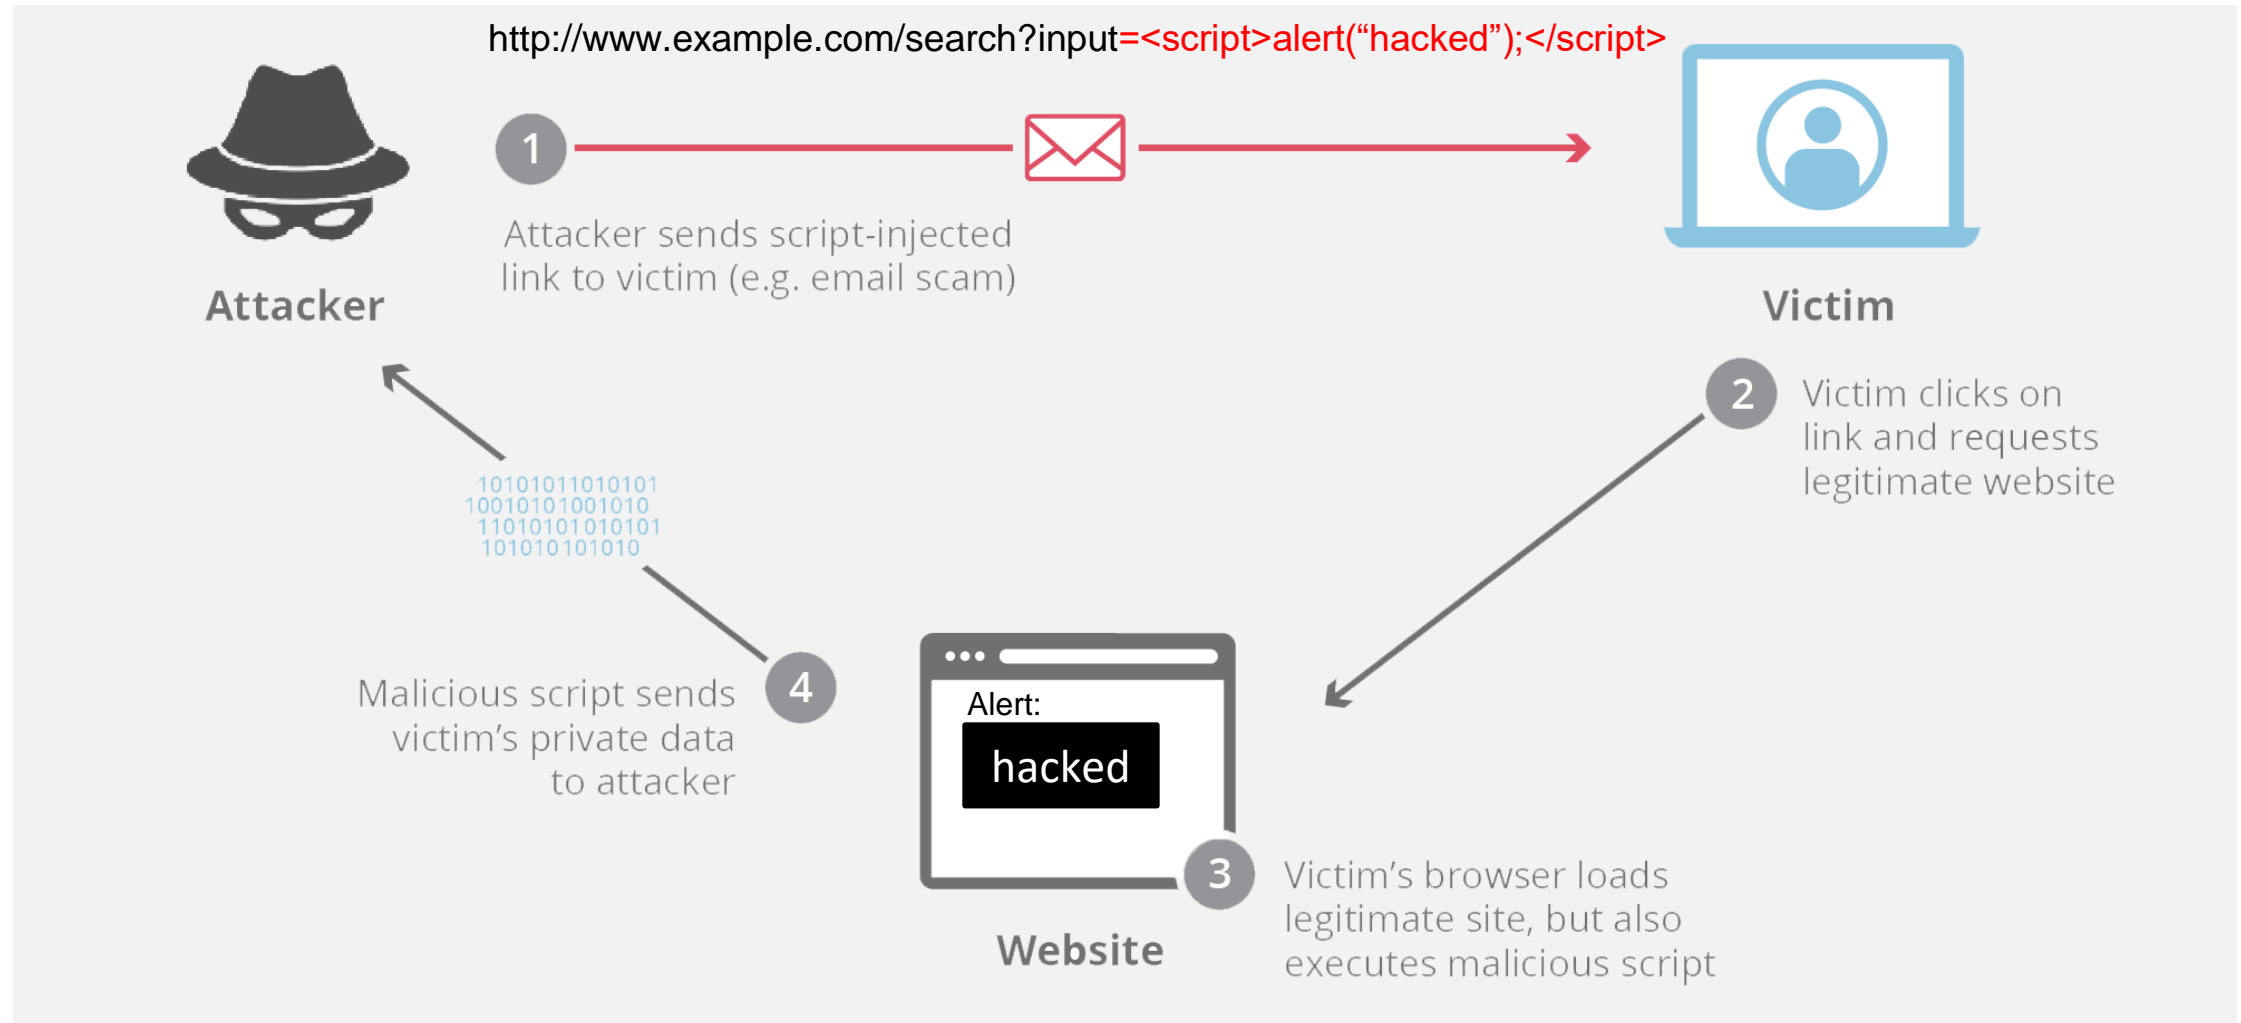 http://www.example.com/search?input=<script>alert(“hacked”);</script>
1
Attacker sends script-injected
link to victim (e.g. email scam)
Attacker
Victim
2
Victim clicks on
link and requests
legitimate website
10101011010101
10010101001010
11010101010101
101010101010
4
Malicious script sends
victim’s private data
to attacker
Alert:
hacked
3
Victim’s browser loads
legitimate site, but also
executes malicious script
Website